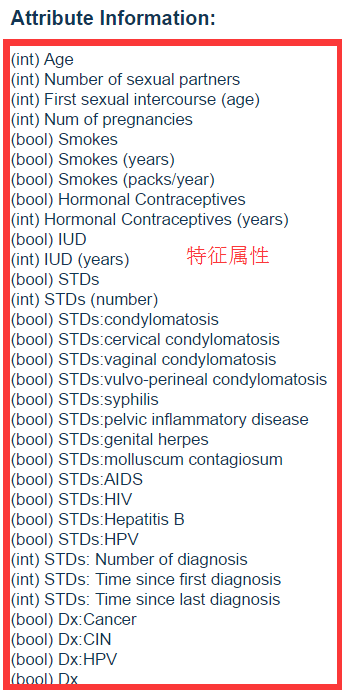 Attribute Information:
(int) Age
(int) Number of sexual partners
(int) First sexual intercourse (age)
(int) Num of pregnancies
(bool) Smokes
(bool) Smokes (years)
(bool) Smokes (packs/year)
(bool) Hormonal Contraceptives
(int) Hormonal Contraceptives (years)
(bool) IUD
(int) IUD (years)
特征属性
(bool) STDs
(int) STDs (number)
(bool) STDs:condylomatosis
(bool) STDs:cervical condylomatosis
(bool) STDs:vaginal condylomatosis
(bool) STDs:vulvo-perineal condylomatosis
(bool) STDs:syphilis
(bool) STDs:pelvic inflammatory disease
(bool) STDs:genital herpes
(bool) STDs:molluscum contagiosum
(bool) STDs:AIDS
(bool) STDs:HIV
(bool) STDs:Hepatitis B
(bool) STDs:HPV
(int) STDs: Number of diagnosis
(int) STDs: Time since first diagnosis
(int) STDs: Time since last diagnosis
(bool) Dx:Cancer
(bool) Dx:CIN
(bool) Dx:HPV
(bool) Dx